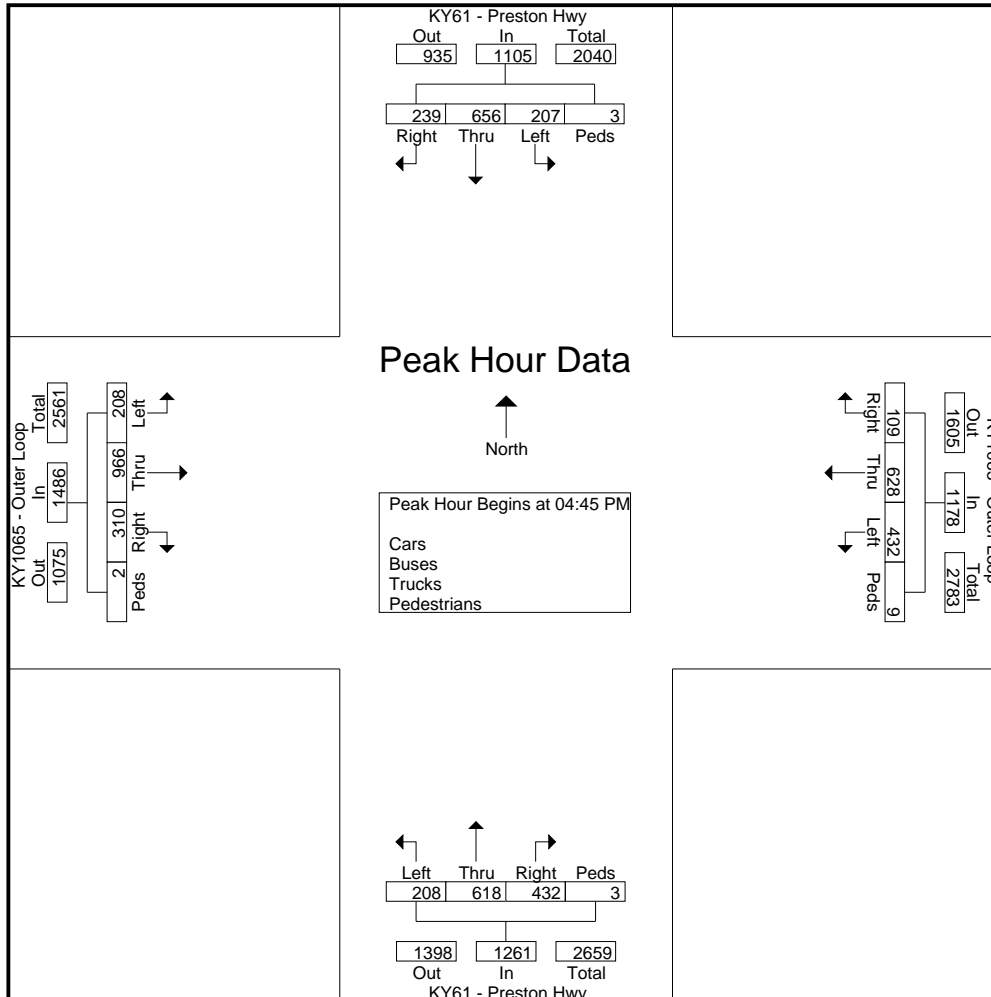 KY61 - Preston Hwy
Out In Total
935 1105 2040
239 656 207 3
Right Thru Left Peds
Peak Hour Data
North
Peak Hour Begins at 04:45 PM
Cars
Buses
Trucks
Pedestrians
KY1065 - Outer Loop
Total In Out
2561 1486 1075
208 966 310 2
Left Thru Right Peds
Right Thru Left Peds
109 628 432 9
Out In Total
1605 1178 2783
Left Thru Right Peds
208 618 432 3
1398 1261 2659
Out In Total
KY61 - Preston Hwy